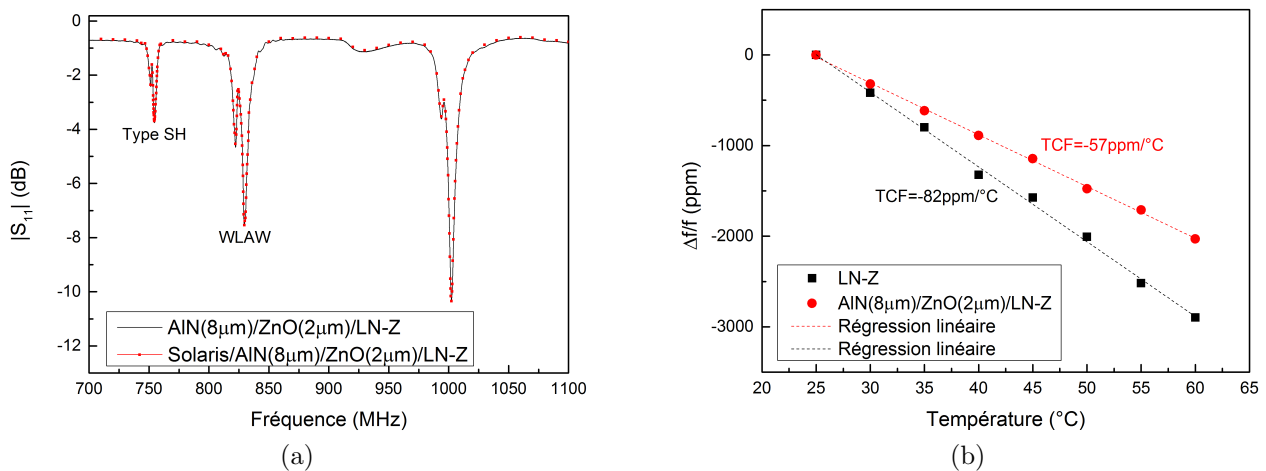 0
-2
-4
-6
-8
-10
-12
|S11| (dB)
Type SH
WLAW
AlN(8µm)/ZnO(2µm)/LN-Z
Solaris/AlN(8µm)/ZnO(2µm)/LN-Z
700 750 800 850 900 950 1000 1050 1100
Fréquence (MHz)
(a)
0
-1000
-2000
-3000
Δf/f (ppm)
TCF=-57ppm/°C
TCF=-82ppm/°C
LN-Z
AlN(8µm)/ZnO(2µm)/LN-Z
Régression linéaire
Régression linéaire
20 25 30 35 40 45 50 55 60 65
Température (°C)
(b)